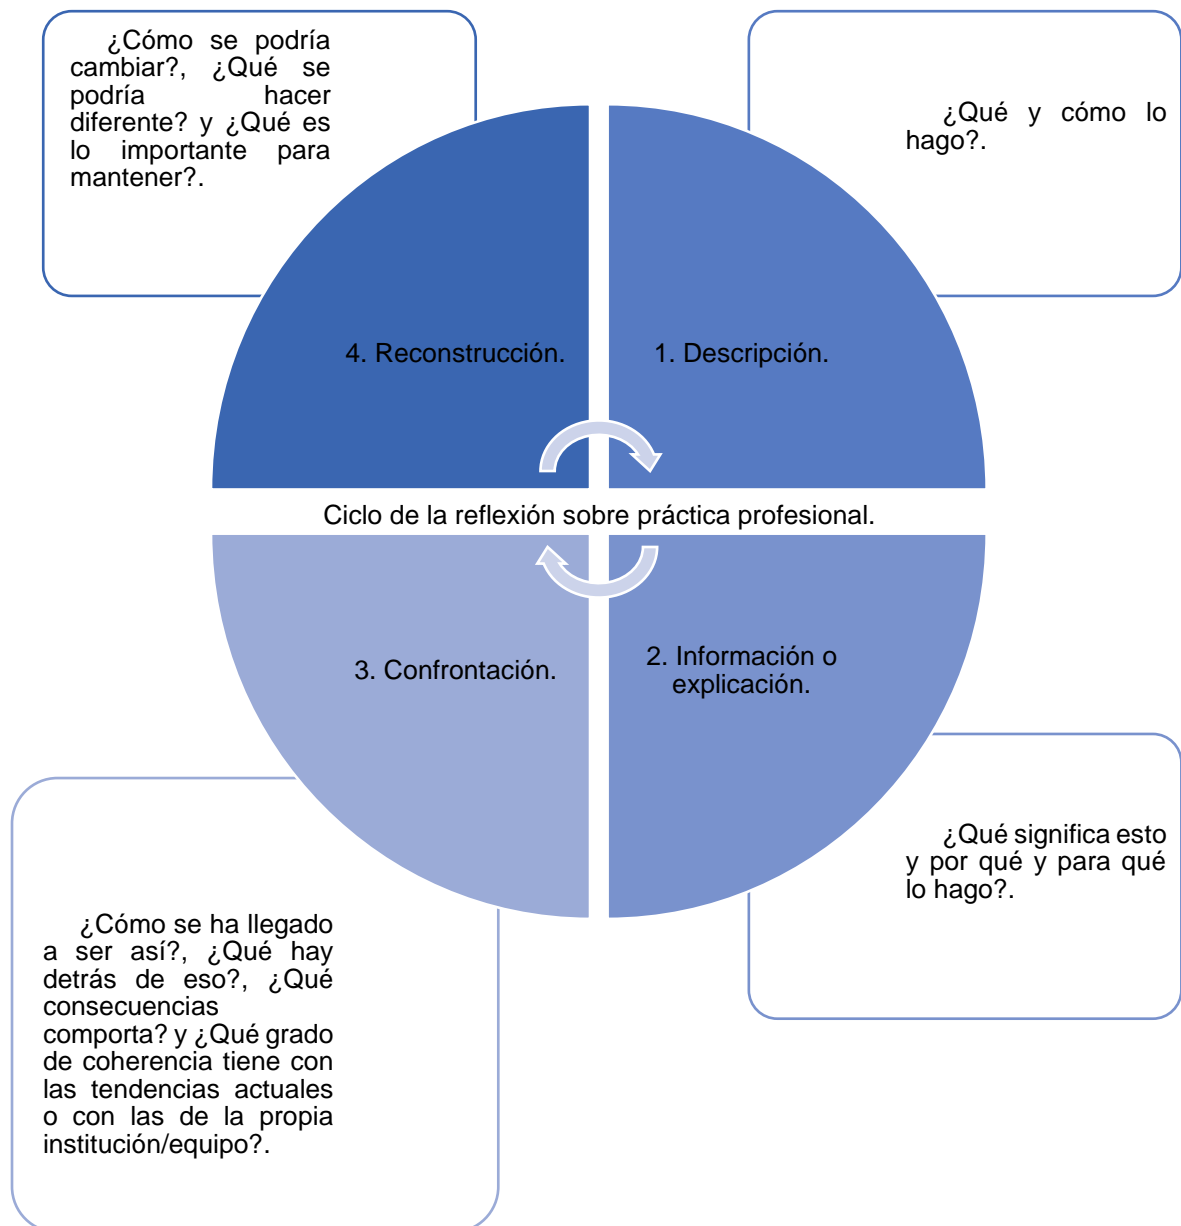 ¿Cómo se podría
cambiar?, ¿Qué se
podría hacer
diferente? y ¿Qué es
lo importante para
mantener?.
¿Qué y cómo lo
hago?.
4. Reconstrucción.
1. Descripción.
Ciclo de la reflexión sobre práctica profesional.
3. Confrontación.
2. Información o
explicación.
¿Cómo se ha llegado
a ser así?, ¿Qué hay
detrás de eso?, ¿Qué
consecuencias
comporta? y ¿Qué grado
de coherencia tiene con
las tendencias actuales
o con las de la propia
institución/equipo?.
¿Qué significa esto
y por qué y para qué
lo hago?.